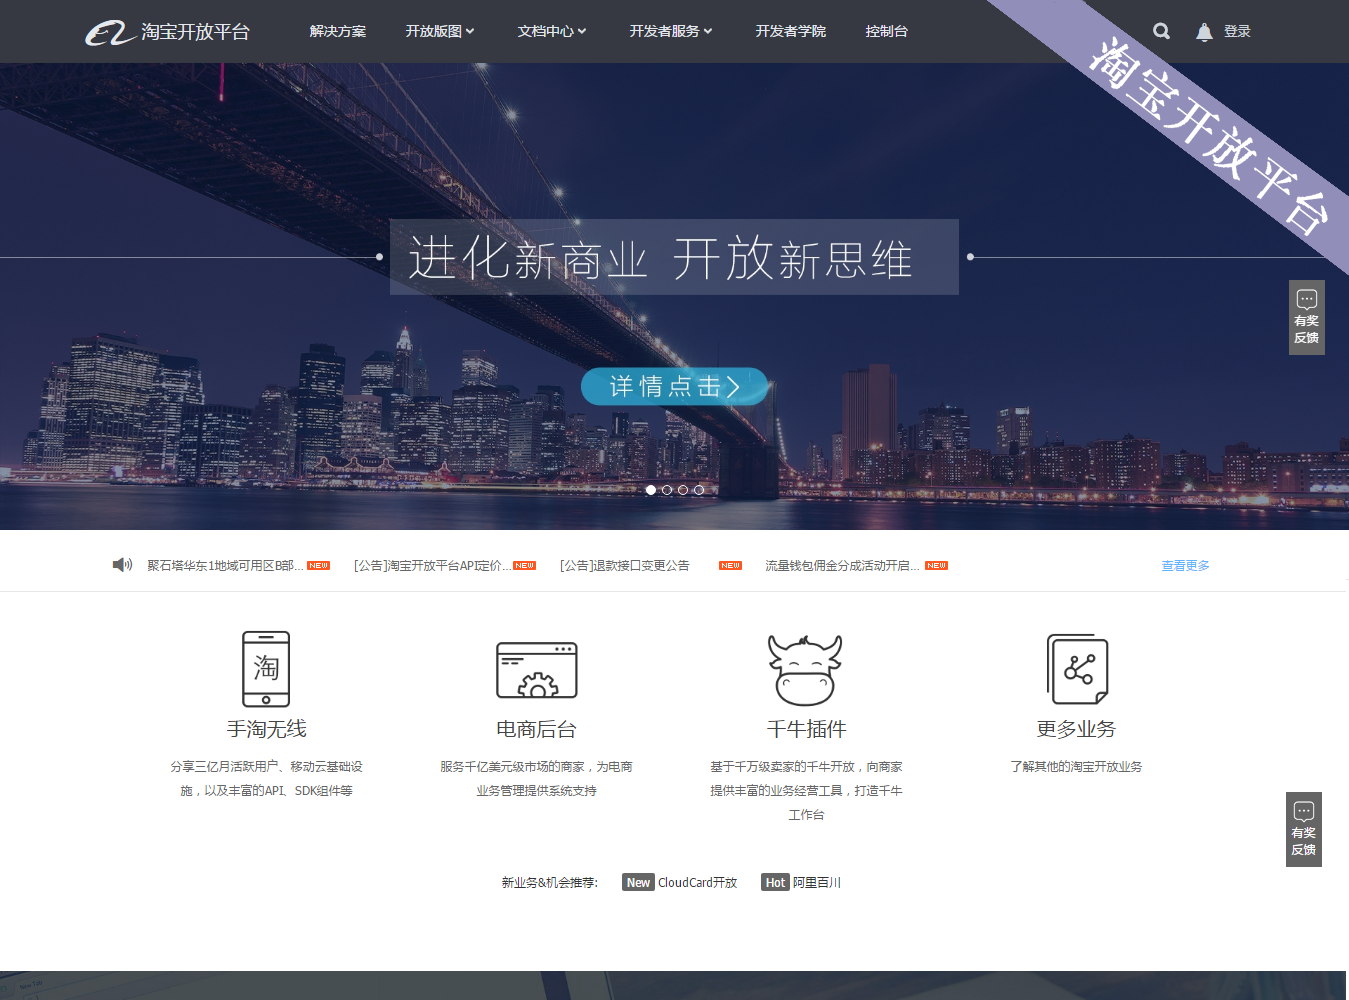 淘宝开放平台
解决方案 开放版图 文档中心 开发者服务 开发者学院 控制台
登录
淘宝开放平台
进化新商业 开放新思维
有奖
反馈
详情点击
聚石塔华东1地域可用区B部... NEW [公告]淘宝开放平台API定价... NEW [公告]退款接口变更公告 NEW 流量钱包佣金分成活动开启... NEW 查看更多
淘
手淘无线
分享三亿月活跃用户、移动云基础设
施，以及丰富的API、SDK组件等
电商后台
服务千亿美元级市场的商家，为电商
业务管理提供系统支持
千牛插件
基于千万级卖家的千牛开放，向商家
提供丰富的业务经营工具，打造千牛
工作台
更多业务
了解其他的淘宝开放业务
有奖
反馈
新业务&机会推荐: New CloudCard开放 Hot 阿里百川
New Tab